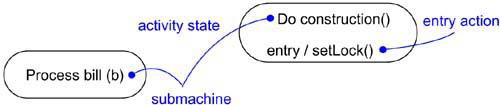 activity state
Do construction()
entry action
entry / setLock()
Process bill (b)
submachine